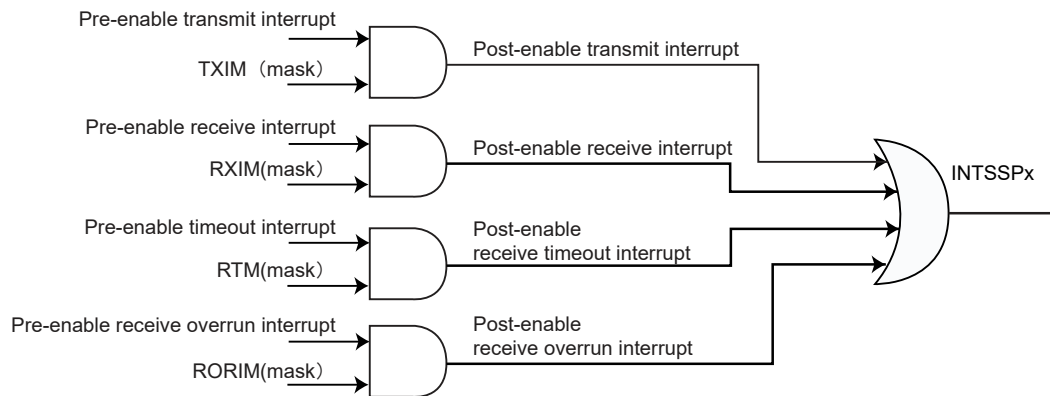 Pre-enable transmit interrupt
TXIM（mask）
Post-enable transmit interrupt
Pre-enable receive interrupt
RXIM(mask）
Post-enable receive interrupt
INTSSPx
Pre-enable timeout interrupt
RTM(mask）
Post-enable
receive timeout interrupt
Pre-enable receive overrun interrupt
RORIM(mask）
Post-enable
receive overrun interrupt